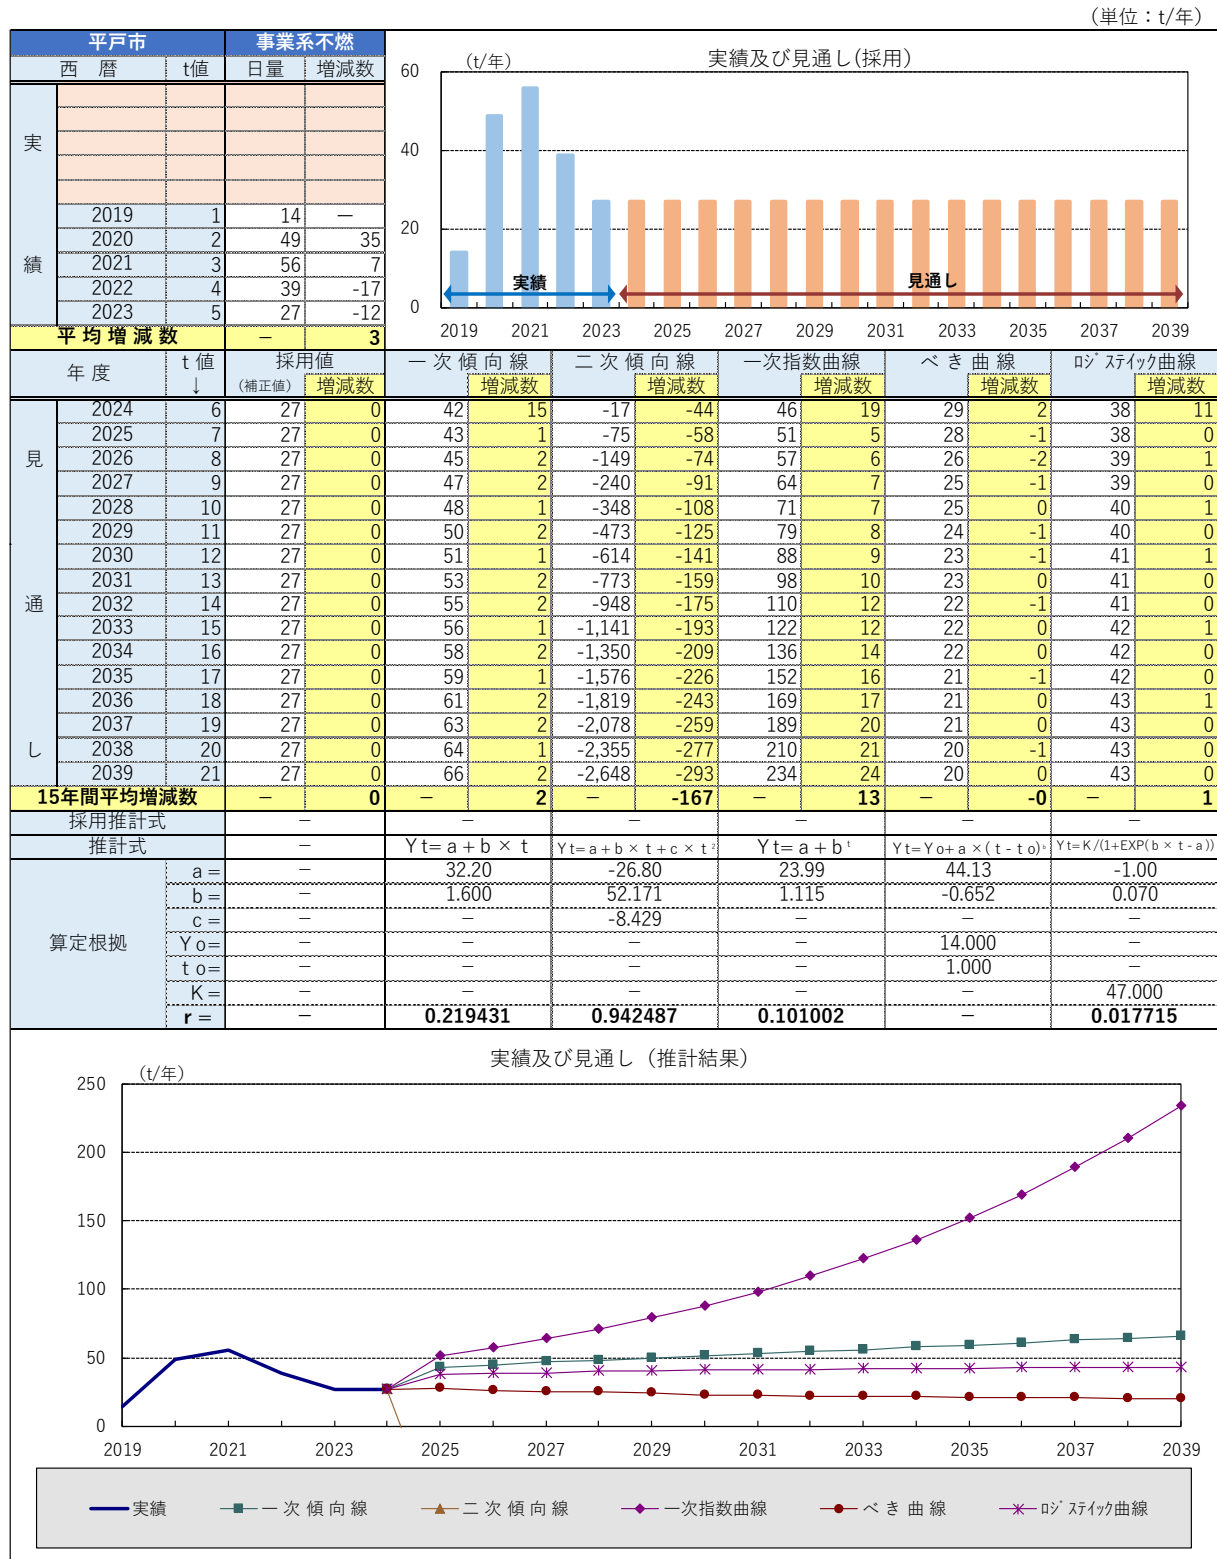 （単位：t/年）
平戸市 事業系不燃
西 暦 t値 日量 増減数
実
績
2019 1 14 －
2020 2 49 35
2021 3 56 7
2022 4 39 -17
2023 5 27 -12
平均増減数 － 3
実績及び見通し(採用)
(t/年)
60
40
20
0
実績 見通し
2019 2021 2023 2025 2027 2029 2031 2033 2035 2037 2039
年 度 t 値 採用値 一 次 傾 向 線 二 次 傾 向 線 一次指数曲線 べ き 曲 線 ﾛｼﾞｽﾃｨｯｸ曲線
↓ (補正値) 増減数 増減数 増減数 増減数 増減数 増減数
見
通
し
2024 6 27 0 42 15 -17 -44 46 19 29 2 38 11
2025 7 27 0 43 1 -75 -58 51 5 28 -1 38 0
2026 8 27 0 45 2 -149 -74 57 6 26 -2 39 1
2027 9 27 0 47 2 -240 -91 64 7 25 -1 39 0
2028 10 27 0 48 1 -348 -108 71 7 25 0 40 1
2029 11 27 0 50 2 -473 -125 79 8 24 -1 40 0
2030 12 27 0 51 1 -614 -141 88 9 23 -1 41 1
2031 13 27 0 53 2 -773 -159 98 10 23 0 41 0
2032 14 27 0 55 2 -948 -175 110 12 22 -1 41 0
2033 15 27 0 56 1 -1,141 -193 122 12 22 0 42 1
2034 16 27 0 58 2 -1,350 -209 136 14 22 0 42 0
2035 17 27 0 59 1 -1,576 -226 152 16 21 -1 42 0
2036 18 27 0 61 2 -1,819 -243 169 17 21 0 43 1
2037 19 27 0 63 2 -2,078 -259 189 20 21 0 43 0
2038 20 27 0 64 1 -2,355 -277 210 21 20 -1 43 0
2039 21 27 0 66 2 -2,648 -293 234 24 20 0 43 0
15年間平均増減数 － 0 － 2 － -167 － 13 － -0 － 1
採用推計式 － － － － － －
推計式 － Ｙt=ａ+ｂ×ｔ Ｙt=ａ+ｂ×ｔ+ｃ×ｔ² Ｙt=ａ+ｂᵗ Ｙt=Ｙo+ａ×(ｔ-ｔo)ᵇ Ｙt=Ｋ/(1+EXP(ｂ×ｔ-ａ))
算定根拠
ａ= － 32.20 -26.80 23.99 44.13 -1.00
ｂ= － 1.600 52.171 1.115 -0.652 0.070
ｃ= － － -8.429 － － －
Ｙo= － － － － 14.000 －
ｔo= － － － － 1.000 －
Ｋ= － － － － － 47.000
ｒ= － 0.219431 0.942487 0.101002 － 0.017715
実績及び見通し（推計結果）
(t/年)
250
200
150
100
50
0
2019 2021 2023 2025 2027 2029 2031 2033 2035 2037 2039
実績 一 次 傾 向 線 二 次 傾 向 線 一次指数曲線 べ き 曲 線 ﾛｼﾞｽﾃｨｯｸ曲線